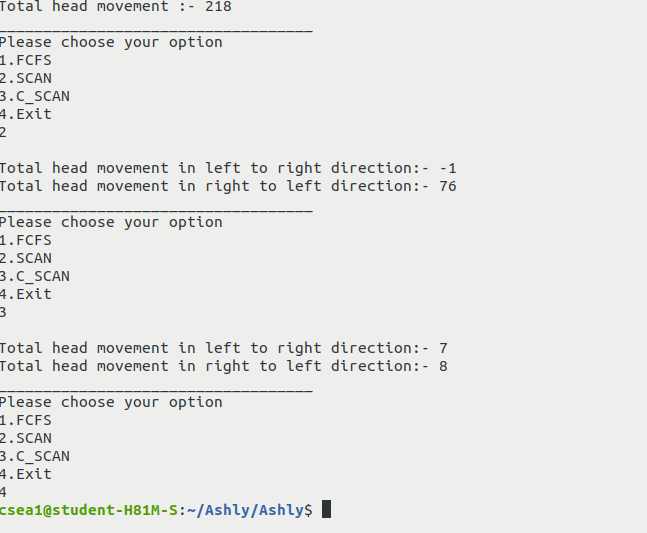 Total head movement :- 218
___________________________________
Please choose your option
1.FCFS
2.SCAN
3.C_SCAN
4.Exit
2
Total head movement in left to right direction:- -1
Total head movement in right to left direction:- 76
___________________________________
Please choose your option
1.FCFS
2.SCAN
3.C_SCAN
4.Exit
3
Total head movement in left to right direction:- 7
Total head movement in right to left direction:- 8
___________________________________
Please choose your option
1.FCFS
2.SCAN
3.C_SCAN
4.Exit
4
csea1@student-H81M-S:~/Ashly/Ashly$